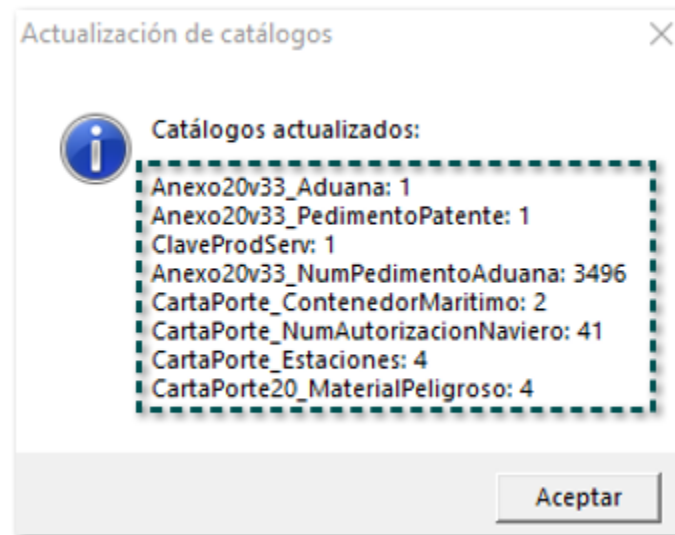 Actualización de catálogos
Catálogos actualizados:
Anexo20v33_Aduana: 1
Anexo20v33_PedimentoPatente: 1
ClaveProdServ: 1
Anexo20v33_NumPedimentoAduana: 3496
CartaPorte_ContenedorMaritimo: 2
CartaPorte_NumAutorizacionNaviero: 41
CartaPorte_Estaciones: 4
CartaPorte20_MaterialPeligroso: 4
Aceptar